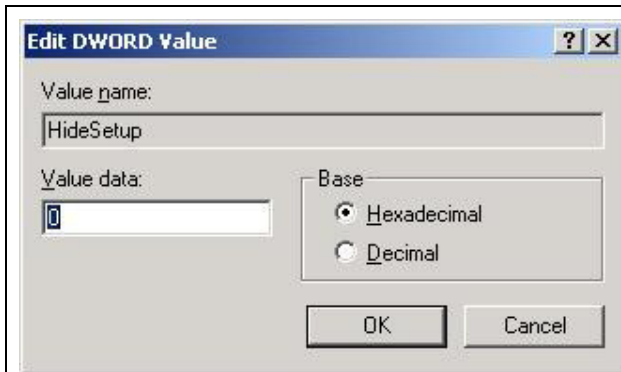 Edit DWORD Value
Value name:
HideSetup
Value data:
0
Base
Hexadecimal
Decimal
OK
Cancel